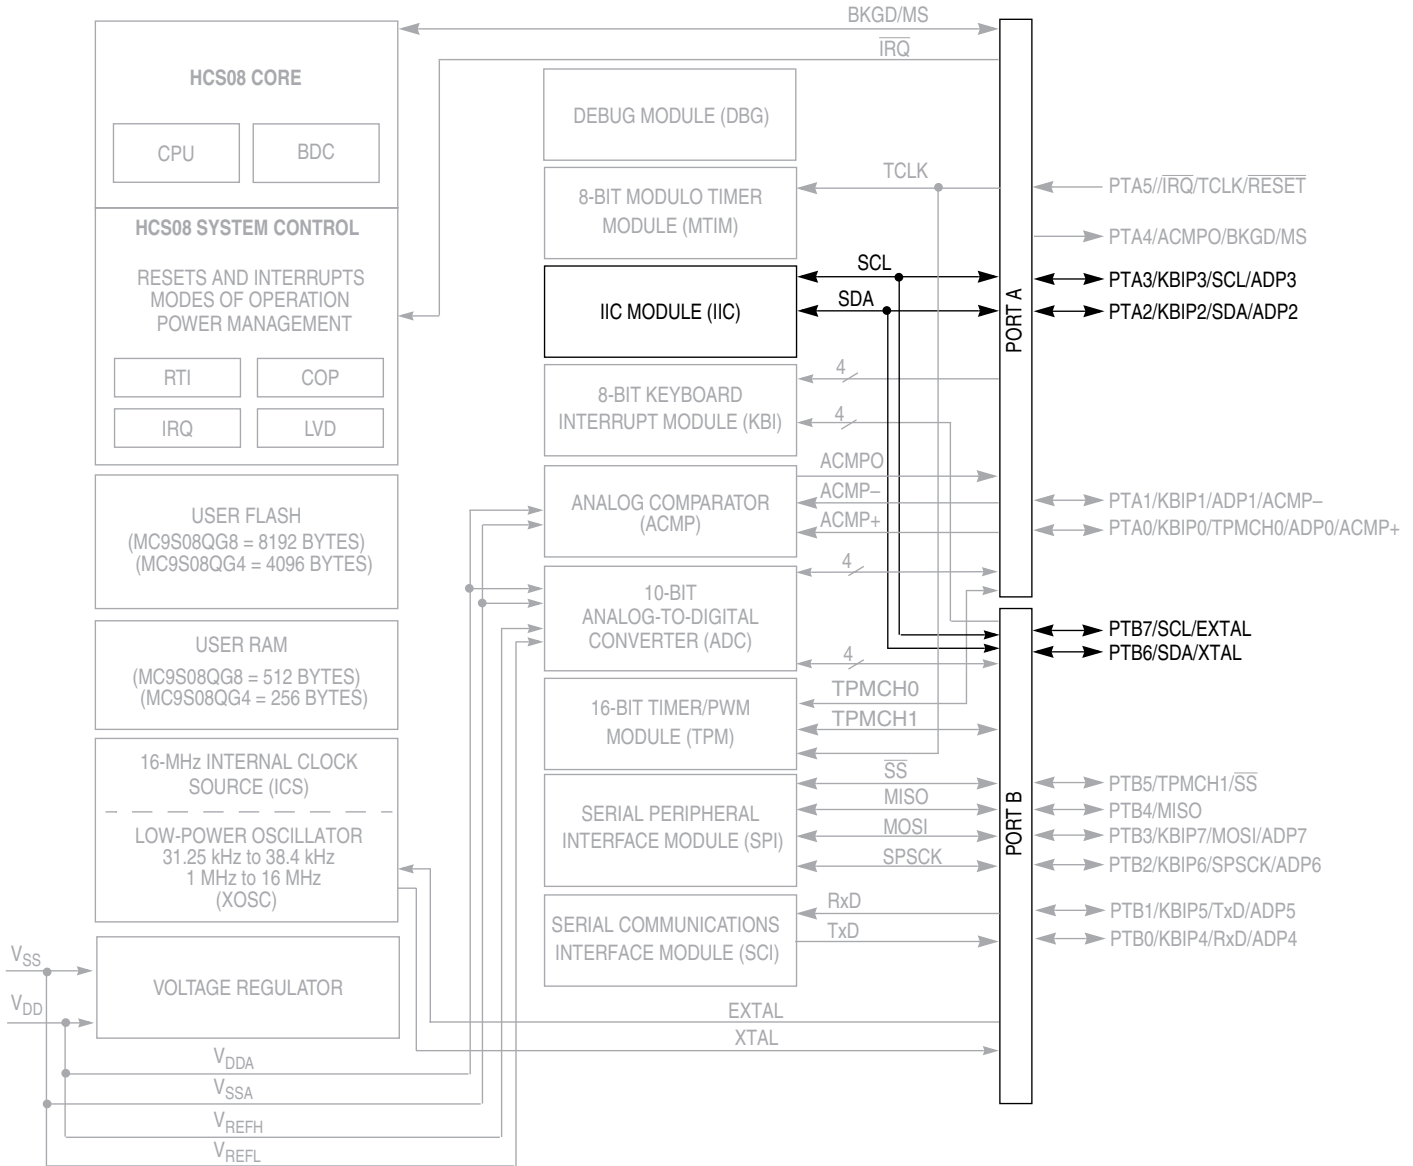 BKGD/MS
IRQ
HCS08 CORE
CPU
BDC
HCS08 SYSTEM CONTROL
RESETS AND INTERRUPTS
MODES OF OPERATION
POWER MANAGEMENT
RTI
COP
IRQ
LVD
USER FLASH
(MC9S08QG8 = 8192 BYTES)
(MC9S08QG4 = 4096 BYTES)
USER RAM
(MC9S08QG8 = 512 BYTES)
(MC9S08QG4 = 256 BYTES)
16-MHz INTERNAL CLOCK
SOURCE (ICS)
LOW-POWER OSCILLATOR
31.25 kHz to 38.4 kHz
1 MHz to 16 MHz
(XOSC)
VSS
VDD
VOLTAGE REGULATOR
VDDA
VSSA
VREFH
VREFL
DEBUG MODULE (DBG)
8-BIT MODULO TIMER
MODULE (MTIM)
TCLK
IIC MODULE (IIC)
SCL
SDA
8-BIT KEYBOARD
INTERRUPT MODULE (KBI)
4
4
ANALOG COMPARATOR
(ACMP)
ACMPO
ACMP–
ACMP+
10-BIT
ANALOG-TO-DIGITAL
CONVERTER (ADC)
4
4
16-BIT TIMER/PWM
MODULE (TPM)
TPMCH0
TPMCH1
SERIAL PERIPHERAL
INTERFACE MODULE (SPI)
SS
MISO
MOSI
SPSCK
SERIAL COMMUNICATIONS
INTERFACE MODULE (SCI)
RxD
TxD
EXTAL
XTAL
PORT A
PTA5//IRQ/TCLK/RESET
PTA4/ACMPO/BKGD/MS
PTA3/KBIP3/SCL/ADP3
PTA2/KBIP2/SDA/ADP2
PTA1/KBIP1/ADP1/ACMP–
PTA0/KBIP0/TPMCH0/ADP0/ACMP+
PORT B
PTB7/SCL/EXTAL
PTB6/SDA/XTAL
PTB5/TPMCH1/SS
PTB4/MISO
PTB3/KBIP7/MOSI/ADP7
PTB2/KBIP6/SPSCK/ADP6
PTB1/KBIP5/TxD/ADP5
PTB0/KBIP4/RxD/ADP4